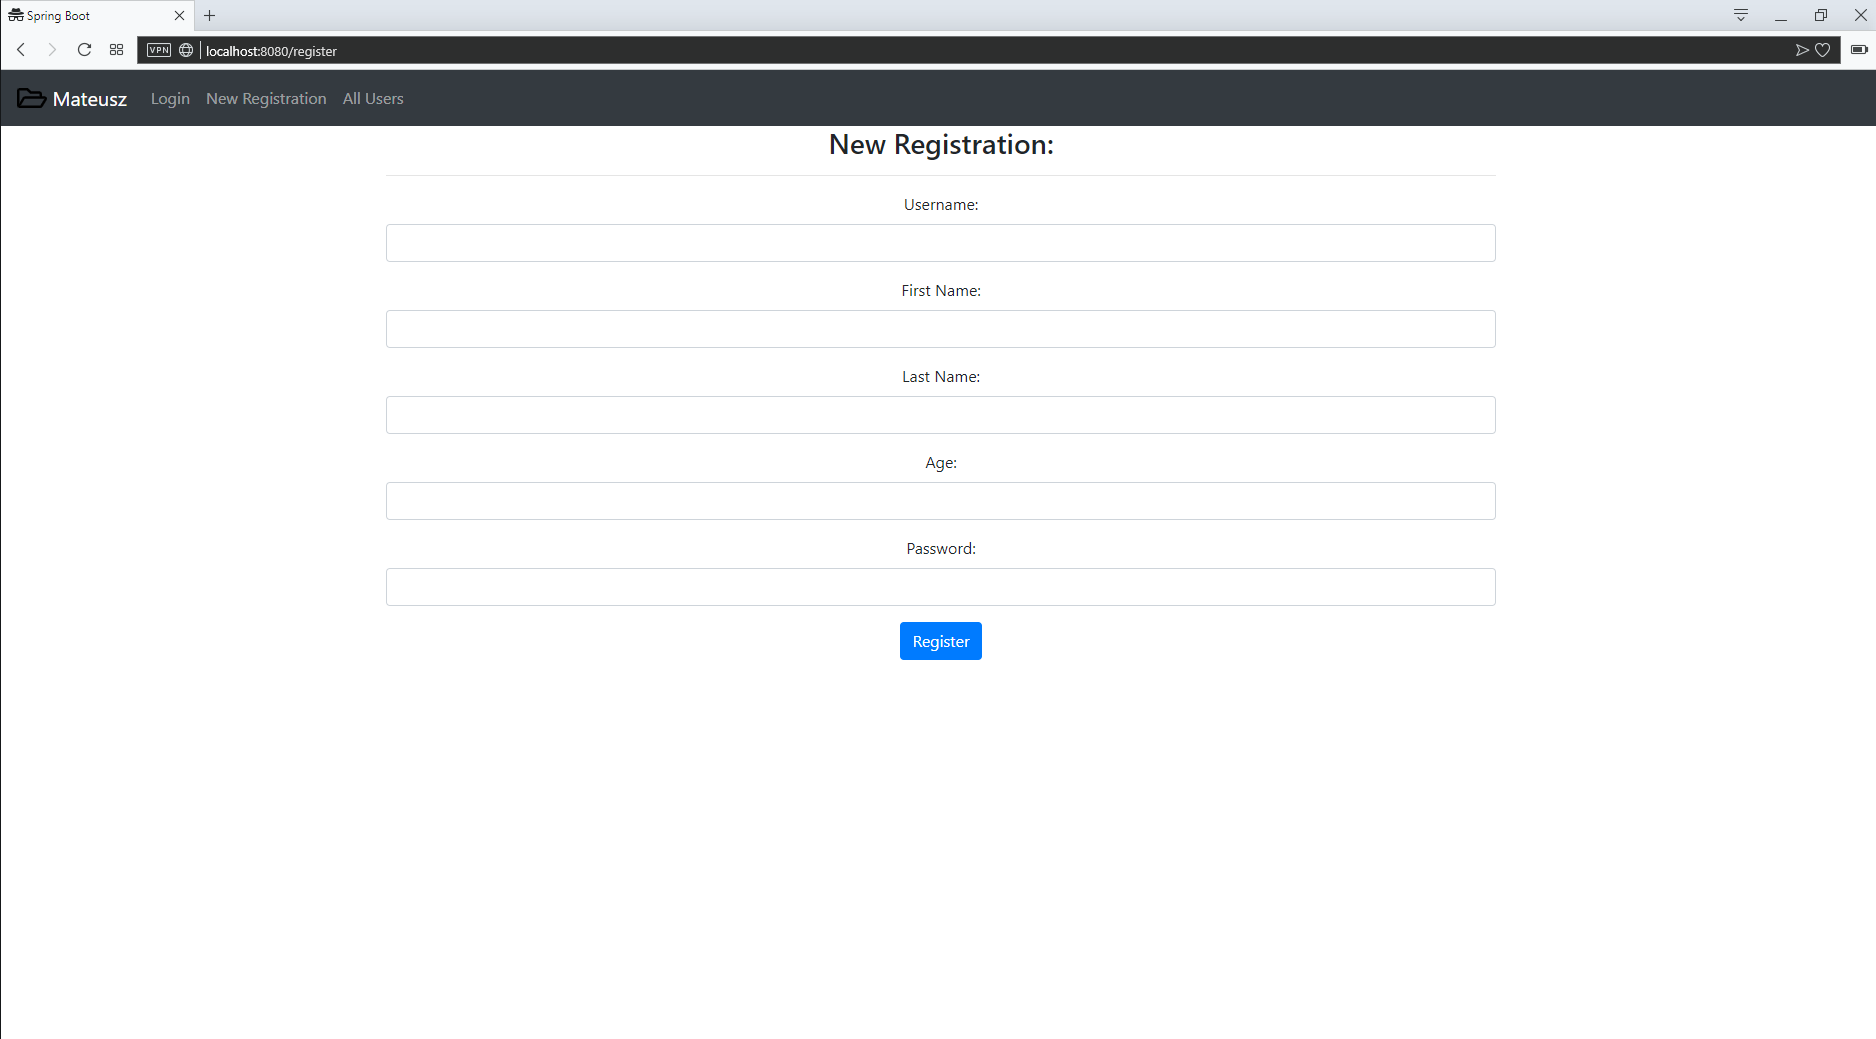 Spring Boot
VPN localhost:8080/register
Mateusz Login New Registration All Users
New Registration:
Username:
First Name:
Last Name:
Age:
Password:
Register